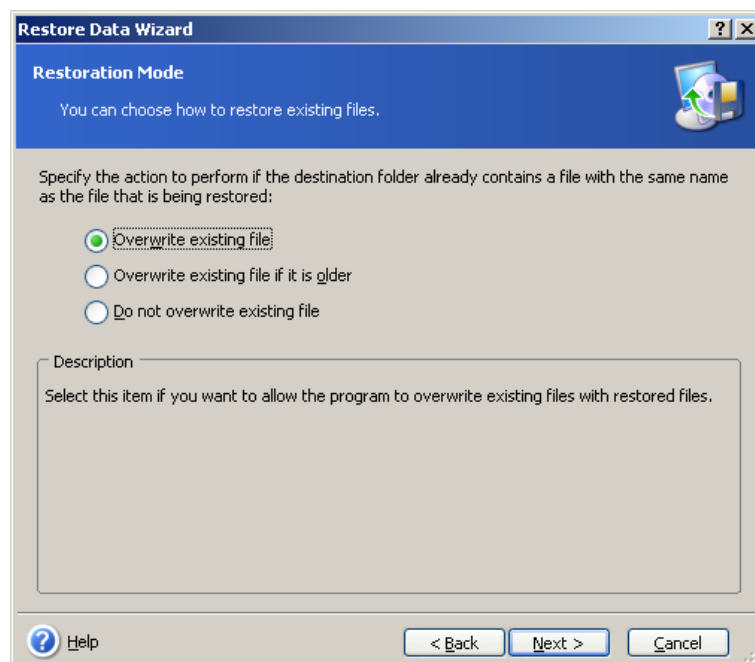 Restore Data Wizard
Restoration Mode
You can choose how to restore existing files.
Specify the action to perform if the destination folder already contains a file with the same name
as the file that is being restored:
Overwrite existing file
Overwrite existing file if it is older
Do not overwrite existing file
Description
Select this item if you want to allow the program to overwrite existing files with restored files.
Help
< Back
Next >
Cancel